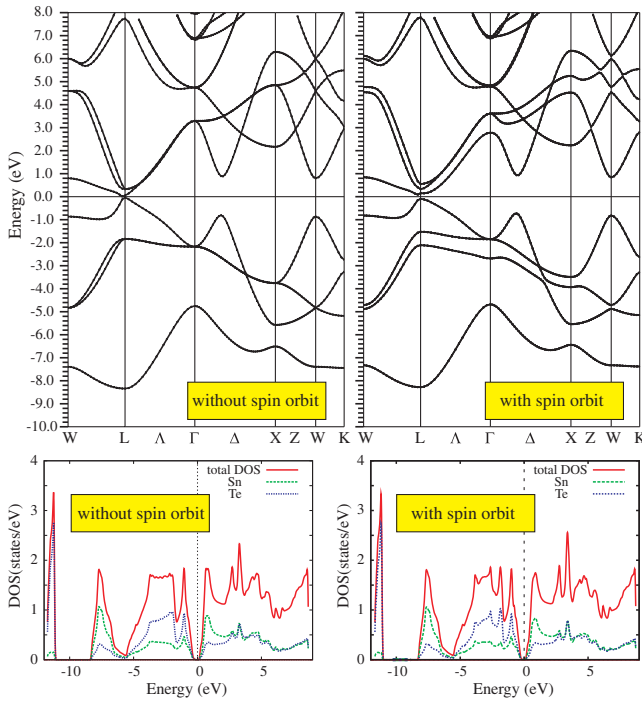 8.0
7.0
6.0
5.0
4.0
3.0
2.0
1.0
0.0
-1.0
-2.0
-3.0
-4.0
-5.0
-6.0
-7.0
-8.0
-9.0
-10.0
Energy (eV)
without spin orbit
W L Λ Γ Δ X Z W K
with spin orbit
W L Λ Γ Δ X Z W K
4
3
2
1
0
DOS(states/eV)
total DOS
Sn
Te
without spin orbit
-10 -5 0 5
Energy (eV)
4
3
2
1
0
DOS(states/eV)
total DOS
Sn
Te
with spin orbit
-10 -5 0 5
Energy (eV)